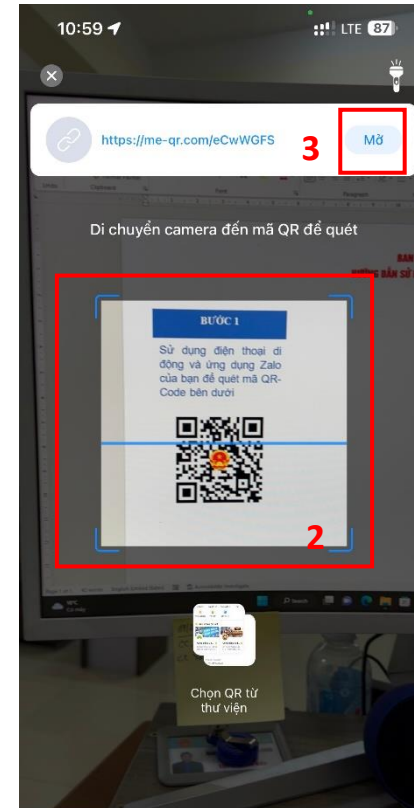 10:59
LTE 87
https://me-qr.com/eCwWGFS
3
Mở
Di chuyển camera đến mã QR để quét
BƯỚC 1
Sử dụng điện thoại di
động và ứng dụng Zalo
của bạn để quét mã QR-
Code bên dưới
2
Chọn QR từ
thư viện